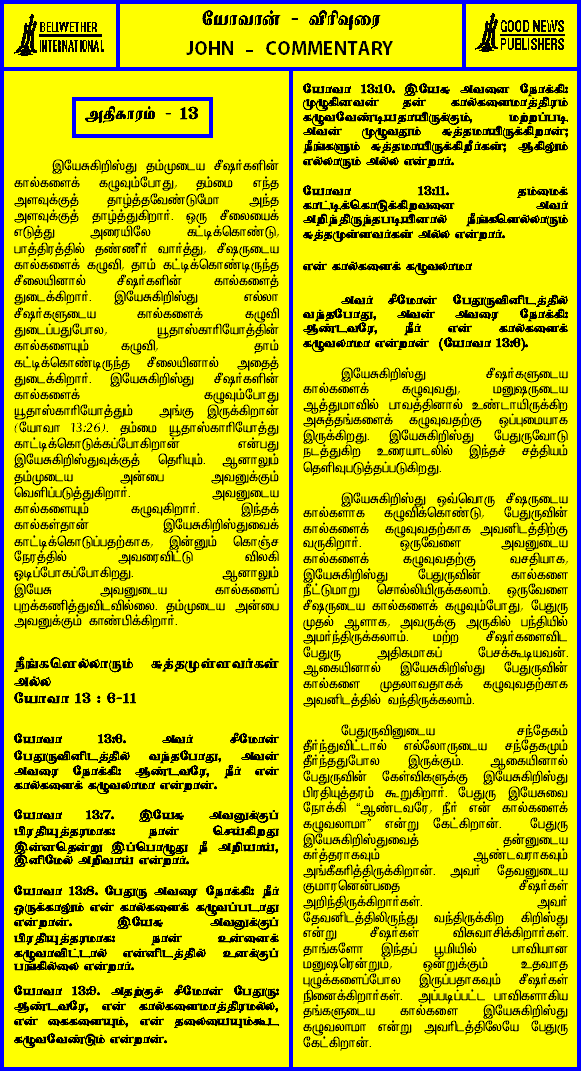 BELIWETHER
INTERNATIONAL
யோவான் - விரிவுரை
JOHN - COMMENTARY
GOOD NEWS
PUBLISHERS
அதிகாரம் - 13
இயேசுகிறிஸ்து தம்முடைய சீஷர்களின்
கால்களைக் கழுவும்போது, தம்மை எந்த
அளவுக்குத் தாழ்த்தவேண்டுமோ அந்த
அளவுக்குத் தாழ்த்துகிறார். ஒரு சீலையைக்
எடுத்து அரையிலே கட்டிக்கொண்டு,
பாத்திரத்தில் தண்ணீர் வார்த்து, சீஷருடைய
கால்களைக் கழுவி, தாம் கட்டிக்கொண்டிருந்த
சீலையினால் சீஷர்களின் கால்களைத்
துடைக்கிறார். இயேசுகிறிஸ்து எல்லா
சீஷர்களுடைய கால்களைக் கழுவி
துடைப்பதுபோல, யூதாஸ்காரியோத்தின்
கால்களையும் கழுவி, தாம்
கட்டிக்கொண்டிருந்த சீலையினால் அதைத்
துடைக்கிறார். இயேசுகிறிஸ்து சீஷர்களின்
கால்களைக் கழுவும்போது
யூதாஸ்காரியோத்தும் அங்கு இருக்கிறான்
(யோவா 13:26). தம்மை யூதாஸ்காரியோத்து
காட்டிக்கொடுக்கப்போகிறான் என்பது
இயேசுகிறிஸ்துவுக்குத் தெரியும். ஆனாலும்
தம்முடைய அன்பை அவனுக்கும்
வெளிப்படுத்துகிறார். அவனுடைய
கால்களையும் கழுவுகிறார். இந்தக்
கால்கள்தான் இயேசுகிறிஸ்துவைக்
காட்டிக்கொடுப்பதற்காக, இன்னும் கொஞ்ச
நேரத்தில் அவரைவிட்டு விலகி
ஓடிப்போகப்போகிறது. ஆனாலும்
இயேசு அவனுடைய கால்களைப்
புறக்கணித்துவிடவில்லை. தம்முடைய அன்பை
அவனுக்கும் காண்பிக்கிறார்.
நீங்களெல்லாரும் சுத்தமுள்ளவர்கள்
அல்ல
யோவா 13 : 6-11
யோவா 13:6. அவர் சீமோன்
பேதுருவினிடத்தில் வந்தபோது, அவன்
அவரை நோக்கி: ஆண்டவரே, நீர் என்
கால்களைக் கழுவலாமா என்றான்.
யோவா 13:7. இயேசு அவனுக்குப்
பிரதியுத்தரமாக: நான் செய்கிறது
இன்னதென்று இப்பொழுது நீ அறியாய்,
இனிமேல் அறிவாய் என்றார்.
யோவா 13:8. பேதுரு அவரை நோக்கி: நீர்
ஒருக்காலும் என் கால்களைக் கழுவப்படாது
என்றான். இயேசு அவனுக்குப்
பிரதியுத்தரமாக: நான் உன்னைக்
கழுவாவிட்டால் என்னிடத்தில் உனக்குப்
பங்கில்லை என்றார்.
யோவா 13:9. அதற்குச் சீமோன் பேதுரு:
ஆண்டவரே, என் கால்களைமாத்திரமல்ல,
என் கைகளையும், என் தலையையும்கூட
கழுவவேண்டும் என்றான்.
யோவா 13:10. இயேசு அவனை நோக்கி:
முழுகினவன் தன் கால்களைமாத்திரம்
கழுவவேண்டியதாயிருக்கும், மற்றப்படி
அவன் முழுவதும் சுத்தமாயிருக்கிறான்;
நீங்களும் சுத்தமாயிருக்கிறீர்கள்; ஆகிலும்
எல்லாரும் அல்ல என்றார்.
யோவா 13:11. தம்மைக்
காட்டிக்கொடுக்கிறவனை அவர்
அறிந்திருந்தபடியினால் நீங்களெல்லாரும்
சுத்தமுள்ளவர்கள் அல்ல என்றார்.
என் கால்களைக் கழுவலாமா
அவர் சீமோன் பேதுருவினிடத்தில்
வந்தபோது, அவன் அவரை நோக்கி:
ஆண்டவரே, நீர் என் கால்களைக்
கழுவலாமா என்றான் (யோவா 13:6).
இயேசுகிறிஸ்து சீஷர்களுடைய
கால்களைக் கழுவுவது, மனுஷருடைய
ஆத்துமாவில் பாவத்தினால் உண்டாயிருக்கிற
அசுத்தங்களைக் கழுவுவதற்கு ஒப்புமையாக
இருக்கிறது. இயேசுகிறிஸ்து பேதுருவோடு
நடத்துகிற உரையாடலில் இந்தச் சத்தியம்
தெளிவுபடுத்தப்படுகிறது.
இயேசுகிறிஸ்து ஒவ்வொரு சீஷருடைய
கால்களாக கழுவிக்கொண்டு, பேதுருவின்
கால்களைக் கழுவுவதற்காக அவனிடத்திற்கு
வருகிறார். ஒருவேளை அவனுடைய
கால்களைக் கழுவுவதற்கு வசதியாக,
இயேசுகிறிஸ்து பேதுருவின் கால்களை
நீட்டுமாறு சொல்லியிருக்கலாம். ஒருவேளை
சீஷருடைய கால்களைக் கழுவும்போது, பேதுரு
முதல் ஆளாக, அவருக்கு அருகில் பந்தியில்
அமர்ந்திருக்கலாம். மற்ற சீஷர்களைவிட
பேதுரு அதிகமாகப் பேசக்கூடியவன்.
ஆகையினால் இயேசுகிறிஸ்து பேதுருவின்
கால்களை முதலாவதாகக் கழுவுவதற்காக
அவனிடத்தில் வந்திருக்கலாம்.
பேதுருவினுடைய சந்தேகம்
தீர்ந்துவிட்டால் எல்லோருடைய சந்தேகமும்
தீர்ந்ததுபோல இருக்கும். ஆகையினால்
பேதுருவின் கேள்விகளுக்கு இயேசுகிறிஸ்து
பிரதியுத்தரம் கூறுகிறார். பேதுரு இயேசுவை
நோக்கி "ஆண்டவரே, நீர் என் கால்களைக்
கழுவலாமா" என்று கேட்கிறான். பேதுரு
இயேசுகிறிஸ்துவைத் தன்னுடைய
கர்த்தராகவும் ஆண்டவராகவும்
அங்கீகரித்திருக்கிறான். அவர் தேவனுடைய
குமாரனென்பதை சீஷர்கள்
அறிந்திருக்கிறார்கள். அவர்
தேவனிடத்திலிருந்து வந்திருக்கிற கிறிஸ்து
என்று சீஷர்கள் விசுவாசிக்கிறார்கள்.
தாங்களோ இந்தப் பூமியில் பாவியான
மனுஷரென்றும், ஒன்றுக்கும் உதவாத
புழுக்களைப்போல இருப்பதாகவும் சீஷர்கள்
நினைக்கிறார்கள். அப்படிப்பட்ட பாவிகளாகிய
தங்களுடைய கால்களை இயேசுகிறிஸ்து
கழுவலாமா என்று அவரிடத்திலேயே பேதுரு
கேட்கிறான்.